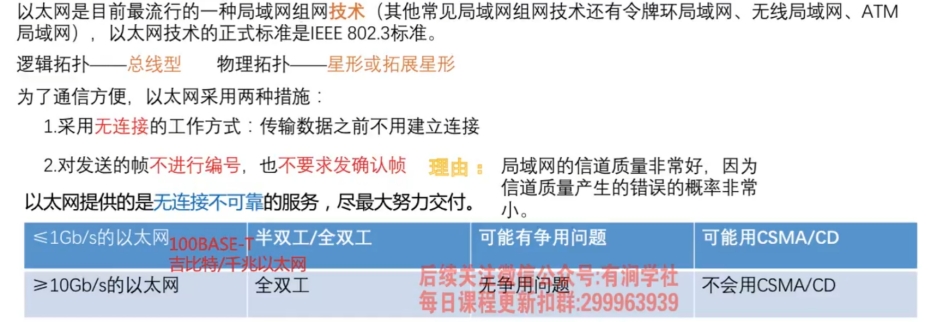 以太网是目前最流行的一种局域网组网技术（其他常见局域网组网技术还有令牌环局域网、无线局域网、ATM
局域网），以太网技术的正式标准是IEEE 802.3标准。
逻辑拓扑——总线型 物理拓扑——星形或拓展星形
为了通信方便，以太网采用两种措施：
1.采用无连接的工作方式：传输数据之前不用建立连接
2.对发送的帧不进行编号，也不要求发确认帧 理由： 局域网的信道质量非常好，因为
信道质量产生的错误的概率非常
小。
以太网提供的是无连接不可靠的服务，尽最大努力交付。
≤1Gb/s的以太网 半双工/全双工 可能有争用问题 可能用CSMA/CD
100BASE-T
吉比特/千兆以太网
≥10Gb/s的以太网 全双工 无争用问题 不会用CSMA/CD
后续关注微信公众号:有涧学社
每日课程更新扣群:299963939